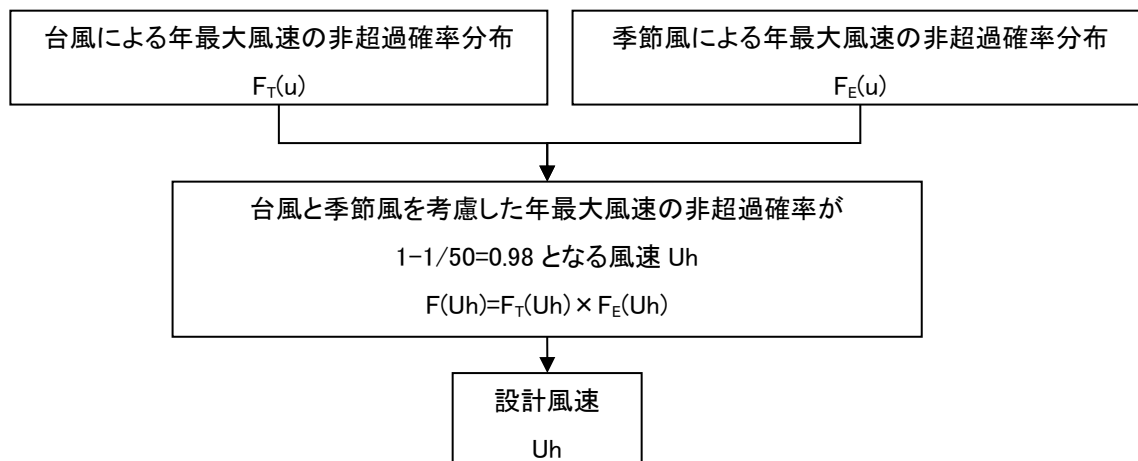 台風による年最大風速の非超過確率分布
F_T(u)
季節風による年最大風速の非超過確率分布
F_E(u)
台風と季節風を考慮した年最大風速の非超過確率が
1-1/50=0.98 となる風速 Uh
F(Uh)=F_T(Uh)×F_E(Uh)
設計風速
Uh